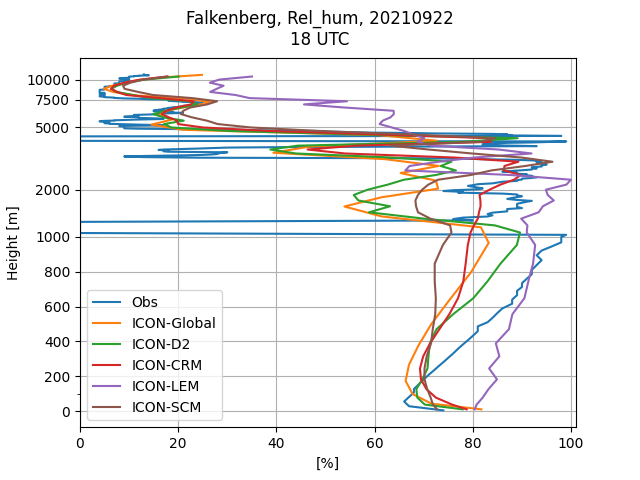 Falkenberg, Rel_hum, 20210922
18 UTC
Height [m]
10000
7500
5000
2000
1000
800
600
400
200
0
Obs
ICON-Global
ICON-D2
ICON-CRM
ICON-LEM
ICON-SCM
0 20 40 60 80 100
[%]